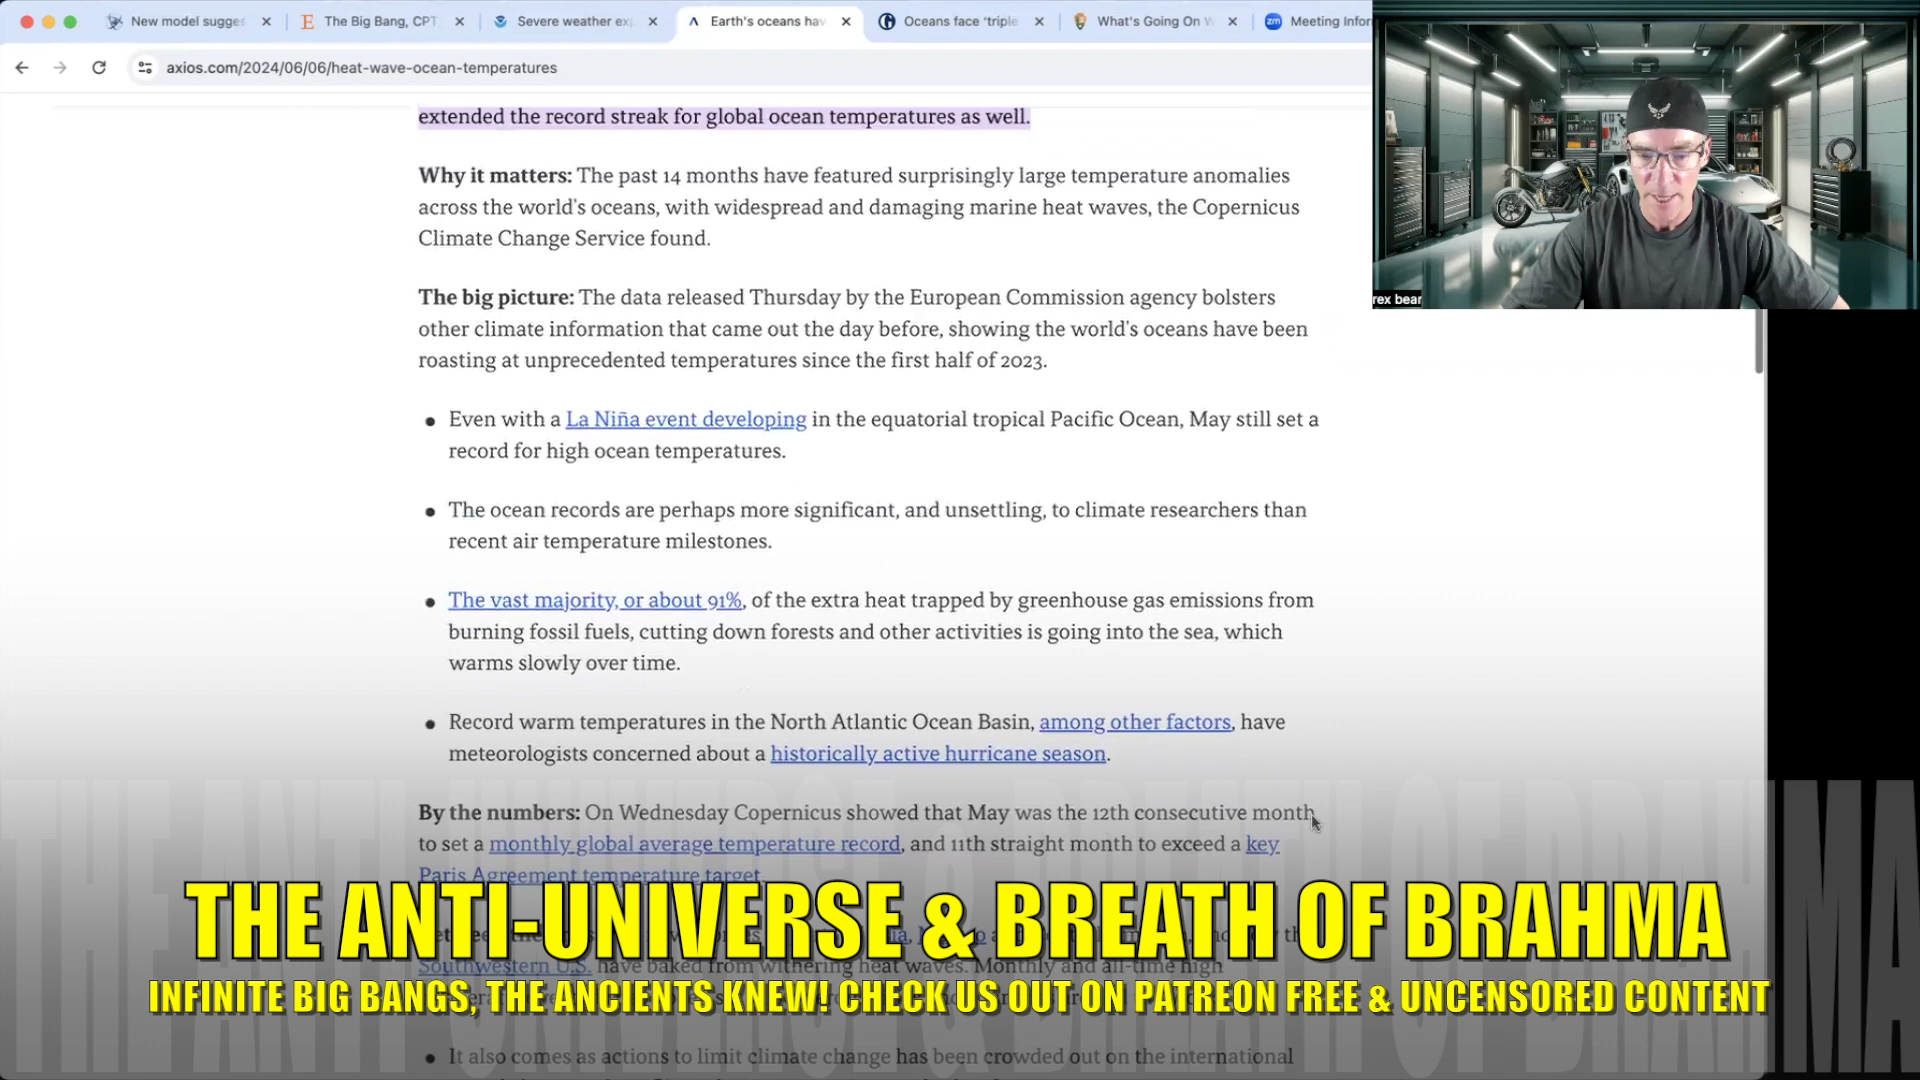 New model sugges
The Big Bang, CPT
Severe weather exp
Earth's oceans hav
Oceans face 'triple
What's Going On W
zm
Meeting Infor
axios.com/2024/06/06/heat-wave-ocean-temperatures
extended the record streak for global ocean temperatures as well.
Why it matters: The past 14 months have featured surprisingly large temperature anomalies
across the world's oceans, with widespread and damaging marine heat waves, the Copernicus
Climate Change Service found.
The big picture: The data released Thursday by the European Commission agency bolsters
other climate information that came out the day before, showing the world's oceans have been
roasting at unprecedented temperatures since the first half of 2023.
Even with a La Niña event developing in the equatorial tropical Pacific Ocean, May still set a
record for high ocean temperatures.
The ocean records are perhaps more significant, and unsettling, to climate researchers than
recent air temperature milestones.
The vast majority, or about 91%, of the extra heat trapped by greenhouse gas emissions from
burning fossil fuels, cutting down forests and other activities is going into the sea, which
warms slowly over time.
Record warm temperatures in the North Atlantic Ocean Basin, among other factors, have
meteorologists concerned about a historically active hurricane season.
By the numbers: On Wednesday Copernicus showed that May was the 12th consecutive month
to set a monthly global average temperature record, and 11th straight month to exceed a key
Paris Agreement temperature target.
Southwestern U.S. have baked from withering heat waves. Monthly and all-time high
It also comes as actions to limit climate change has been crowded out on the international
rex bear
THE ANTI-UNIVERSE & BREATH OF BRAHMA
INFINITE BIG BANGS, THE ANCIENTS KNEW! CHECK US OUT ON PATREON FREE & UNCENSORED CONTENT